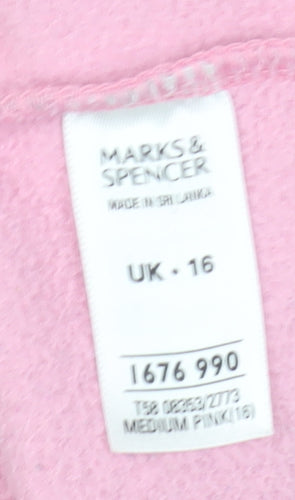 MARKS &
SPENCER
MADE IN SRI LANKA
UK · 16
1676 990
T58 08353/2773
MEDIUM PINK(16)